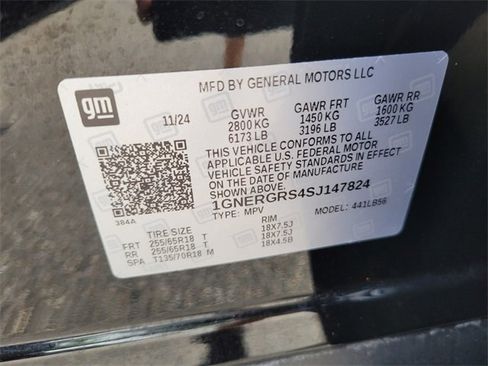 MFD BY GENERAL MOTORS LLC
gm
11/24 GVWR GAWR FRT GAWR RR
2800 KG 1450 KG 1600 KG
6173 LB 3196 LB 3527 LB
THIS VEHICLE CONFORMS TO ALL
APPLICABLE U.S. FEDERAL MOTOR
VEHICLE SAFETY STANDARDS IN EFFECT
ON THE DATE OF MANUFACTURE
SHOWN ABOVE.
1GNERGRS4SJ147824
TYPE: MPV MODEL: 441LB56
384A
TIRE SIZE RIM
FRT 255/65R18 T 18X7.5J
RR 255/65R18 T 18X7.5J
SPA T135/70R18 M 18X4.5B